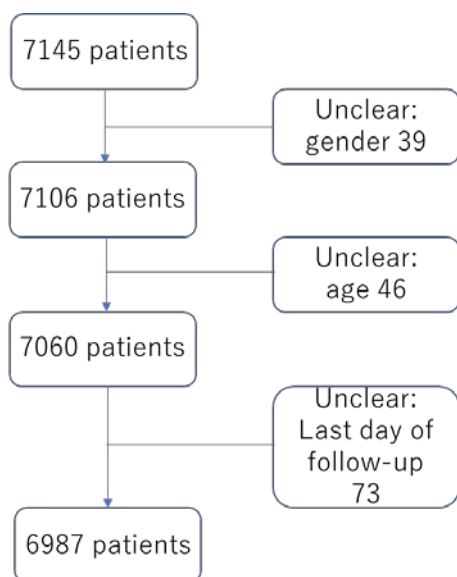 7145 patients
Unclear:
gender 39
7106 patients
Unclear:
age 46
7060 patients
Unclear:
Last day of
follow-up
73
6987 patients